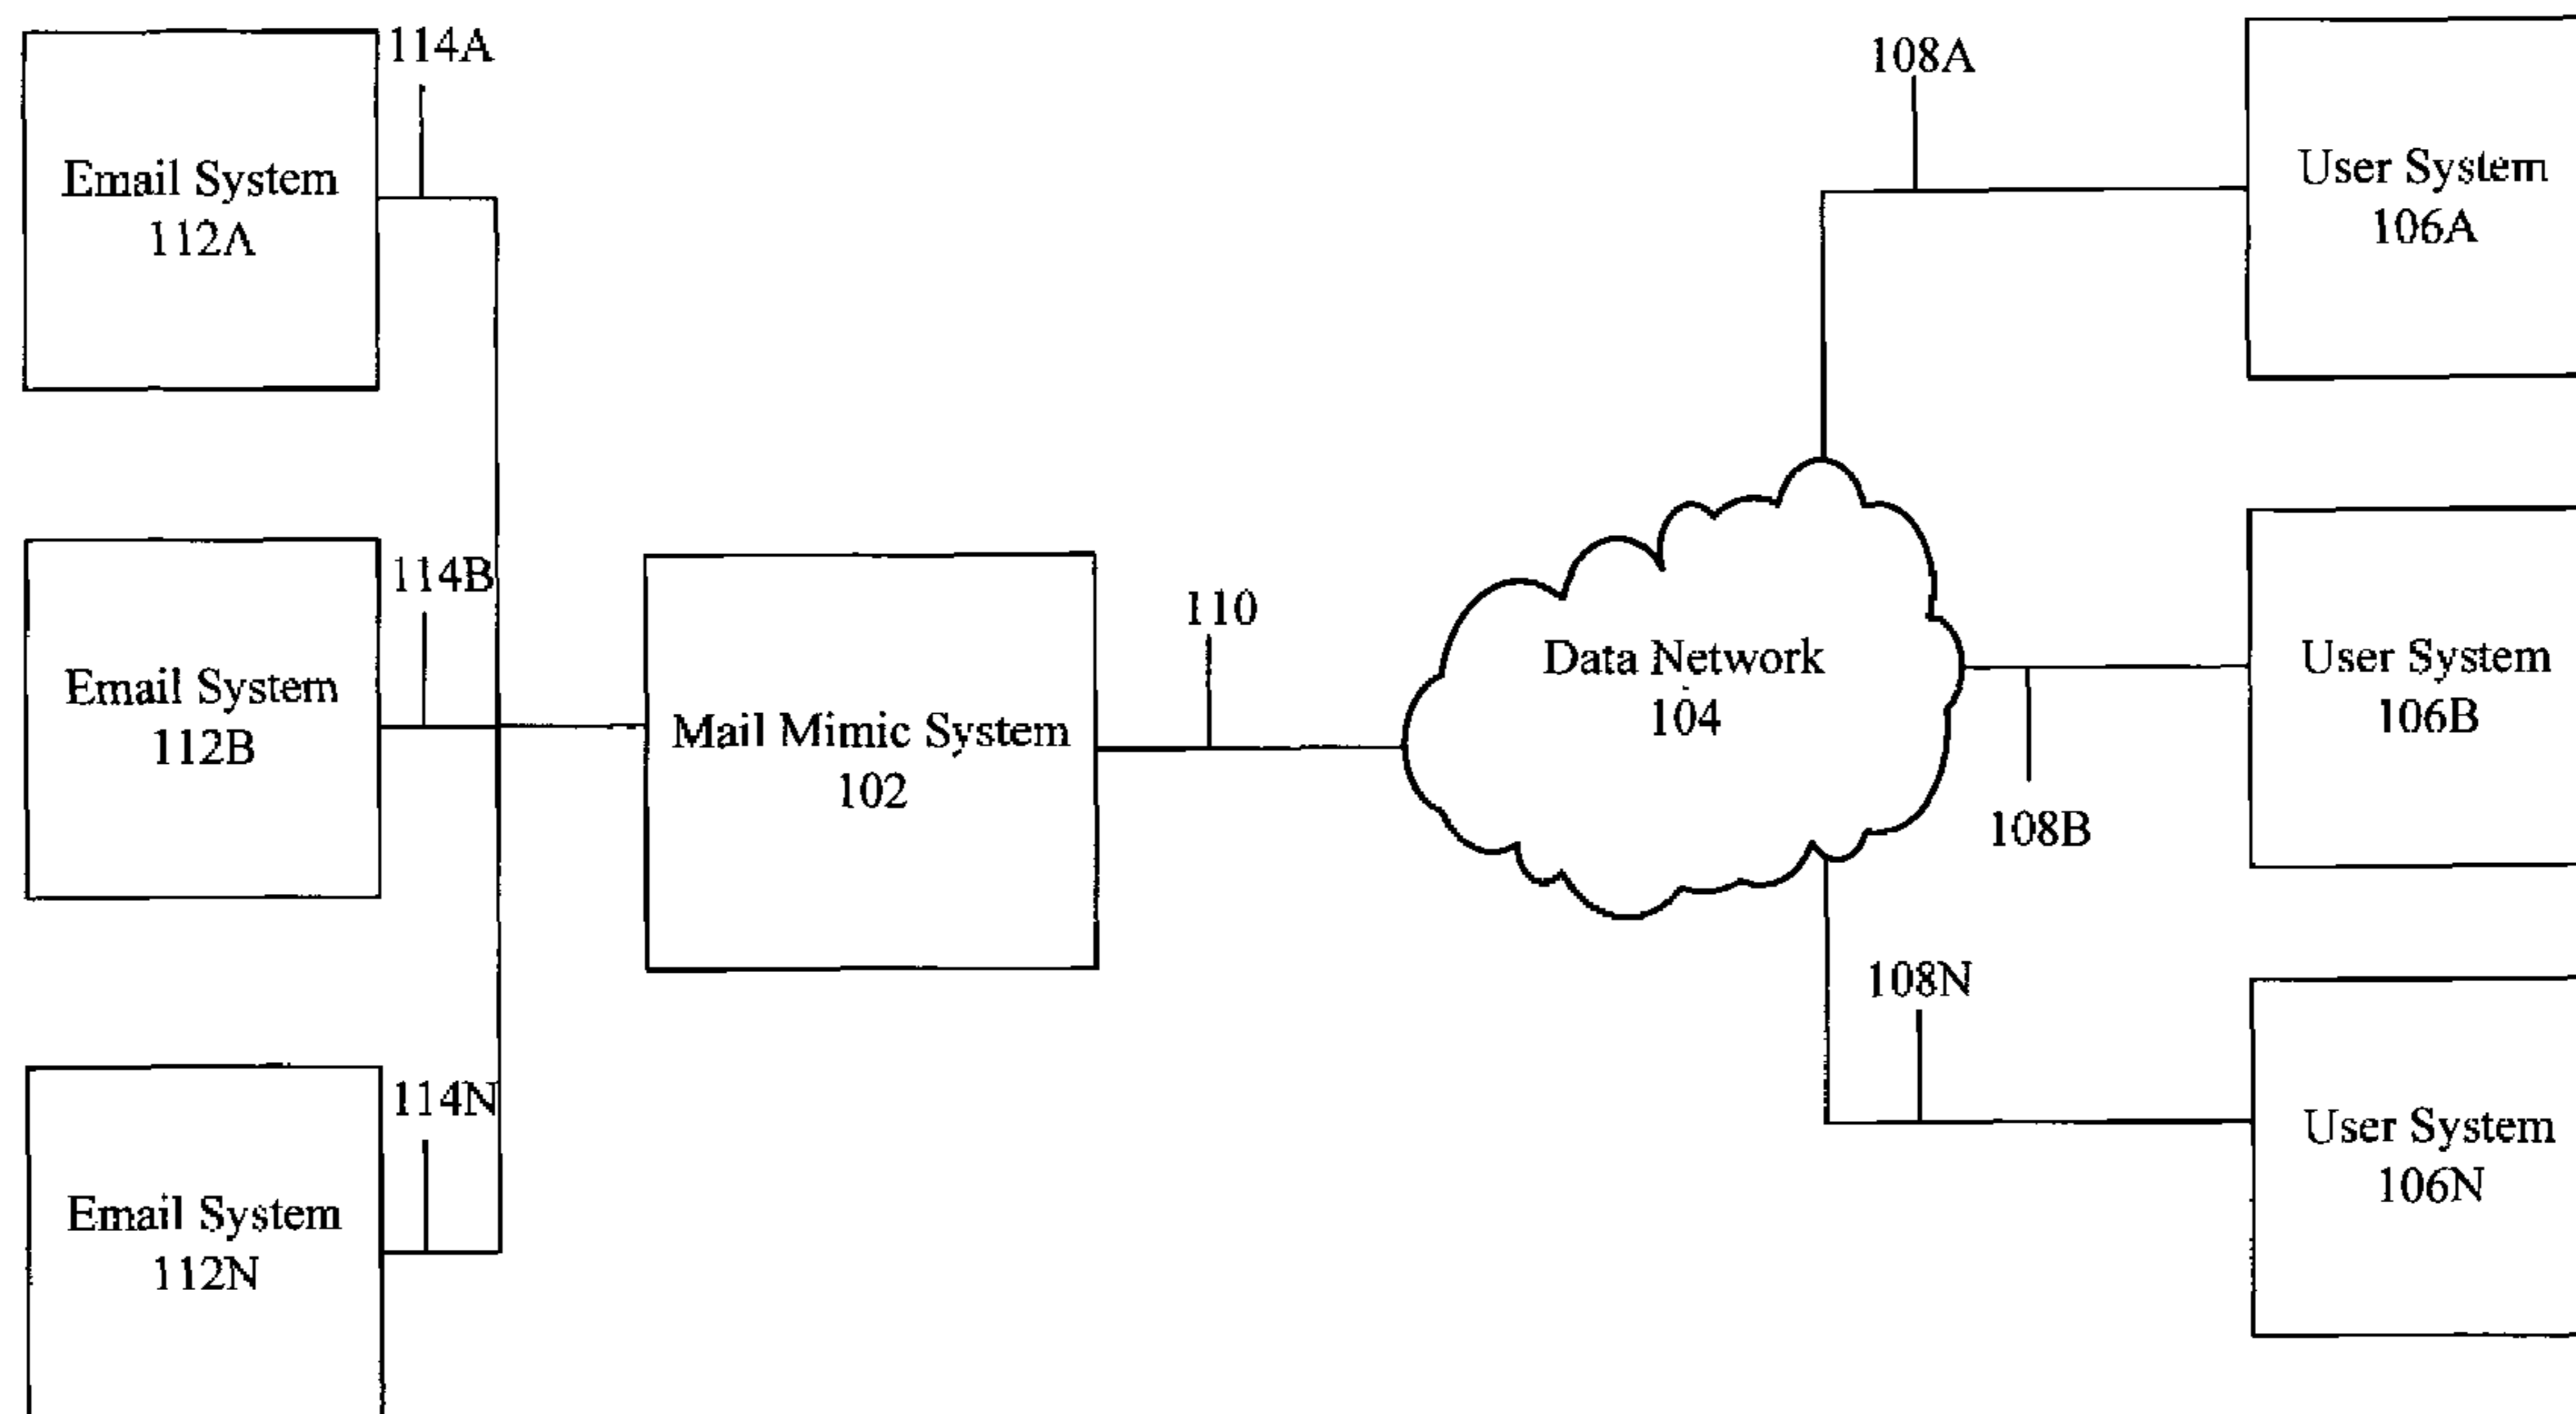 114A
Email System
112A
108A
User System
106A
114B
Email System
112B
Mail Mimic System
102
110
Data Network
104
108B
User System
106B
114N
Email System
112N
108N
User System
106N